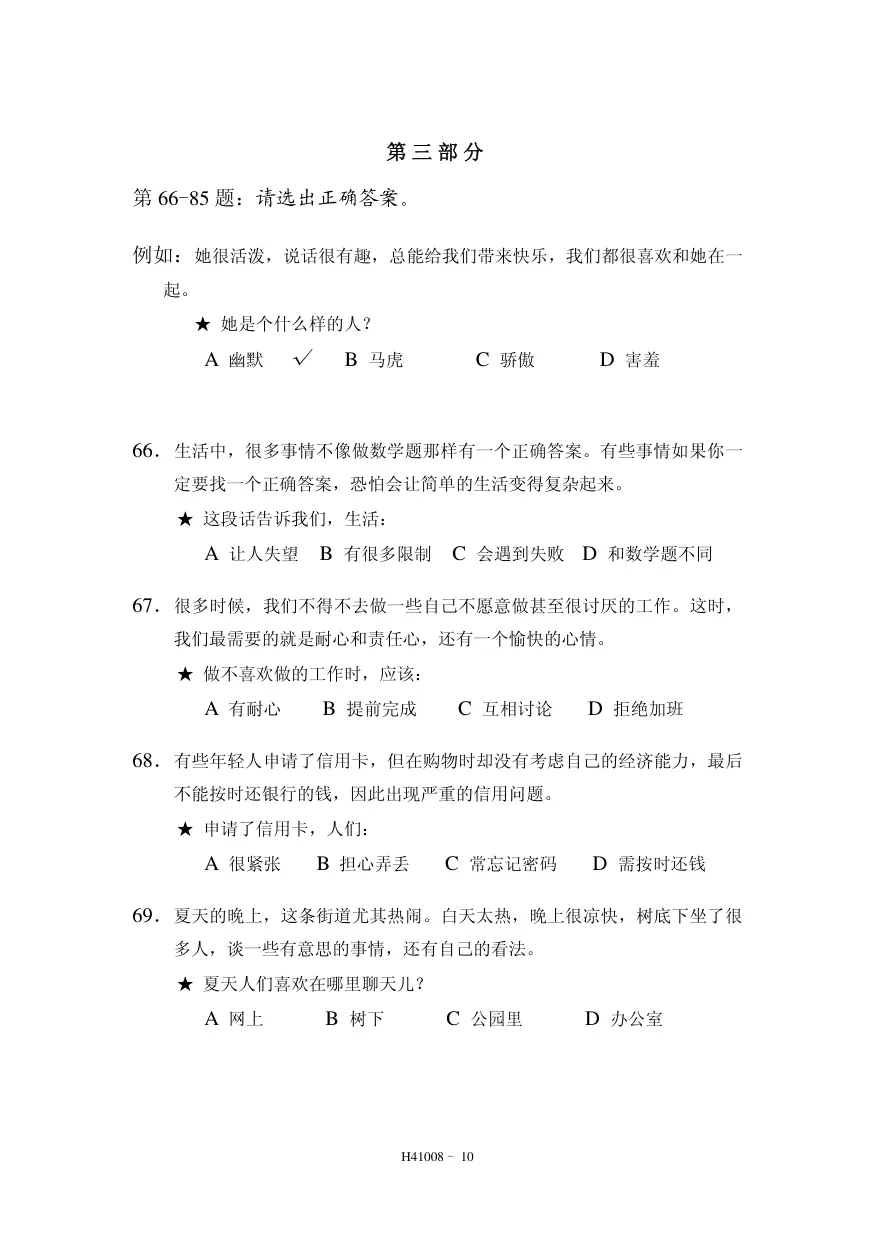 第 三 部 分
第 66-85 题：请选出正确答案。
例如：她很活泼，说话很有趣，总能给我们带来快乐，我们都很喜欢和她在一
起。
★ 她是个什么样的人？
A 幽默 √ B 马虎 C 骄傲 D 害羞
66．生活中，很多事情不像做数学题那样有一个正确答案。有些事情如果你一
定要找一个正确答案，恐怕会让简单的生活变得复杂起来。
★ 这段话告诉我们，生活：
A 让人失望 B 有很多限制 C 会遇到失败 D 和数学题不同
67．很多时候，我们不得不去做一些自己不愿意做甚至很讨厌的工作。这时，
我们最需要的就是耐心和责任心，还有一个愉快的心情。
★ 做不喜欢做的工作时，应该：
A 有耐心 B 提前完成 C 互相讨论 D 拒绝加班
68．有些年轻人申请了信用卡，但在购物时却没有考虑自己的经济能力，最后
不能按时还银行的钱，因此出现严重的信用问题。
★ 申请了信用卡，人们：
A 很紧张 B 担心弄丢 C 常忘记密码 D 需按时还钱
69．夏天的晚上，这条街道尤其热闹。白天太热，晚上很凉快，树底下坐了很
多人，谈一些有意思的事情，还有自己的看法。
★ 夏天人们喜欢在哪里聊天儿？
A 网上 B 树下 C 公园里 D 办公室
H41008－ 10